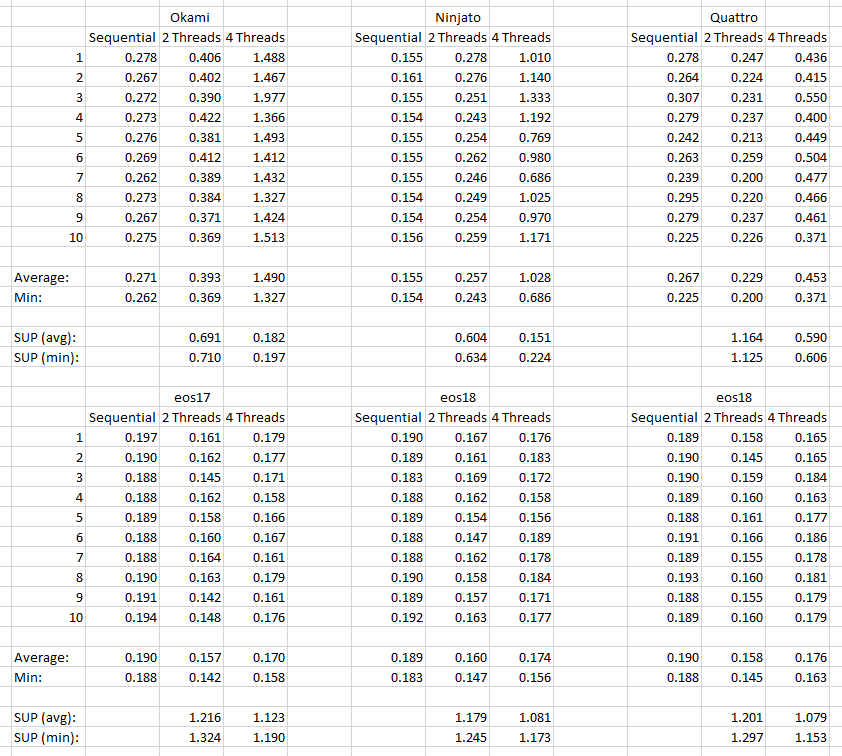 Okami Ninjato Quattro
Sequential 2 Threads 4 Threads Sequential 2 Threads 4 Threads Sequential 2 Threads 4 Threads
1 0.278 0.406 1.488 0.155 0.278 1.010 0.278 0.247 0.436
2 0.267 0.402 1.467 0.161 0.276 1.140 0.264 0.224 0.415
3 0.272 0.390 1.977 0.155 0.251 1.333 0.307 0.231 0.550
4 0.273 0.422 1.366 0.154 0.243 1.192 0.279 0.237 0.400
5 0.276 0.381 1.493 0.155 0.254 0.769 0.242 0.213 0.449
6 0.269 0.412 1.412 0.155 0.262 0.980 0.263 0.259 0.504
7 0.262 0.389 1.432 0.155 0.246 0.686 0.239 0.200 0.477
8 0.273 0.384 1.327 0.154 0.249 1.025 0.295 0.220 0.466
9 0.267 0.371 1.424 0.154 0.254 0.970 0.279 0.237 0.461
10 0.275 0.369 1.513 0.156 0.259 1.171 0.225 0.226 0.371
Average: 0.271 0.393 1.490 0.155 0.257 1.028 0.267 0.229 0.453
Min: 0.262 0.369 1.327 0.154 0.243 0.686 0.225 0.200 0.371
SUP (avg): 0.691 0.182 0.604 0.151 1.164 0.590
SUP (min): 0.710 0.197 0.634 0.224 1.125 0.606
eos17 eos18 eos18
Sequential 2 Threads 4 Threads Sequential 2 Threads 4 Threads Sequential 2 Threads 4 Threads
1 0.197 0.161 0.179 0.190 0.167 0.176 0.189 0.158 0.165
2 0.190 0.162 0.177 0.189 0.161 0.183 0.190 0.145 0.165
3 0.188 0.145 0.171 0.183 0.169 0.172 0.190 0.159 0.184
4 0.188 0.162 0.158 0.188 0.162 0.158 0.189 0.160 0.163
5 0.189 0.158 0.166 0.189 0.154 0.156 0.188 0.161 0.177
6 0.188 0.160 0.167 0.188 0.147 0.189 0.191 0.166 0.186
7 0.188 0.164 0.161 0.188 0.162 0.178 0.189 0.155 0.178
8 0.190 0.163 0.179 0.190 0.158 0.184 0.193 0.160 0.181
9 0.191 0.142 0.161 0.189 0.157 0.171 0.188 0.155 0.179
10 0.194 0.148 0.176 0.192 0.163 0.177 0.189 0.160 0.179
Average: 0.190 0.157 0.170 0.189 0.160 0.174 0.190 0.158 0.176
Min: 0.188 0.142 0.158 0.183 0.147 0.156 0.188 0.145 0.163
SUP (avg): 1.216 1.123 1.179 1.081 1.201 1.079
SUP (min): 1.324 1.190 1.245 1.173 1.297 1.153